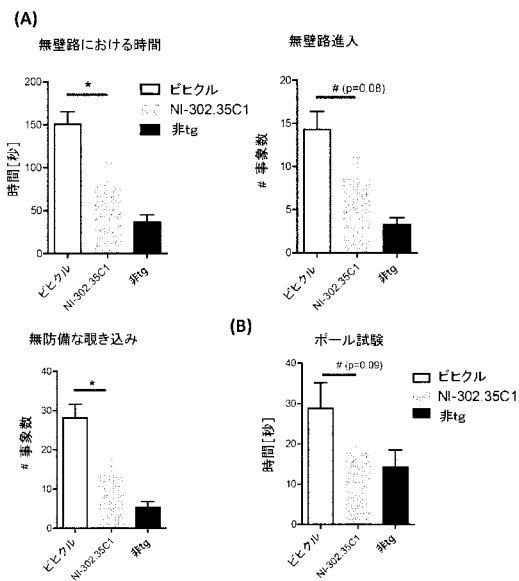 (A)
無壁路における時間
時間[秒]
200
150
100
50
0
*
ビヒクル
NI-302.35C1
非tg
ビヒクル
NI-302.35C1
非tg
無壁路進入
# 事象数
20
15
10
5
0
# (p=0.08)
ビヒクル
NI-302.35C1
非tg
無防備な覗き込み
# 事象数
40
30
20
10
0
*
ビヒクル
NI-302.35C1
非tg
(B)
ポール試験
時間[秒]
40
30
20
10
0
# (p=0.09)
ビヒクル
NI-302.35C1
非tg
ビヒクル
NI-302.35C1
非tg